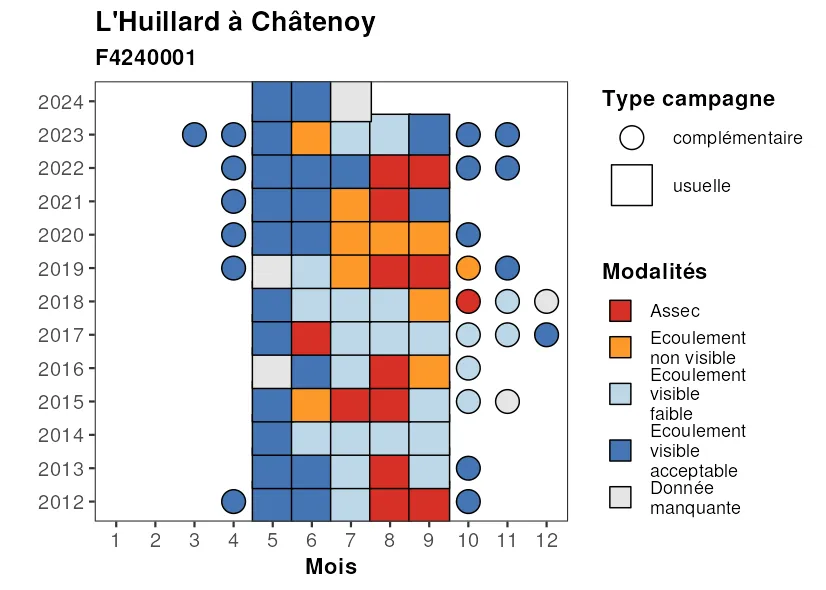 L'Huillard à Châtenoy
F4240001
2024
2023
2022
2021
2020
2019
2018
2017
2016
2015
2014
2013
2012
1 2 3 4 5 6 7 8 9 10 11 12
Mois
Type campagne
complémentaire
usuelle
Modalités
Assec
Ecoulement
non visible
Ecoulement
visible
faible
Ecoulement
visible
acceptable
Donnée
manquante